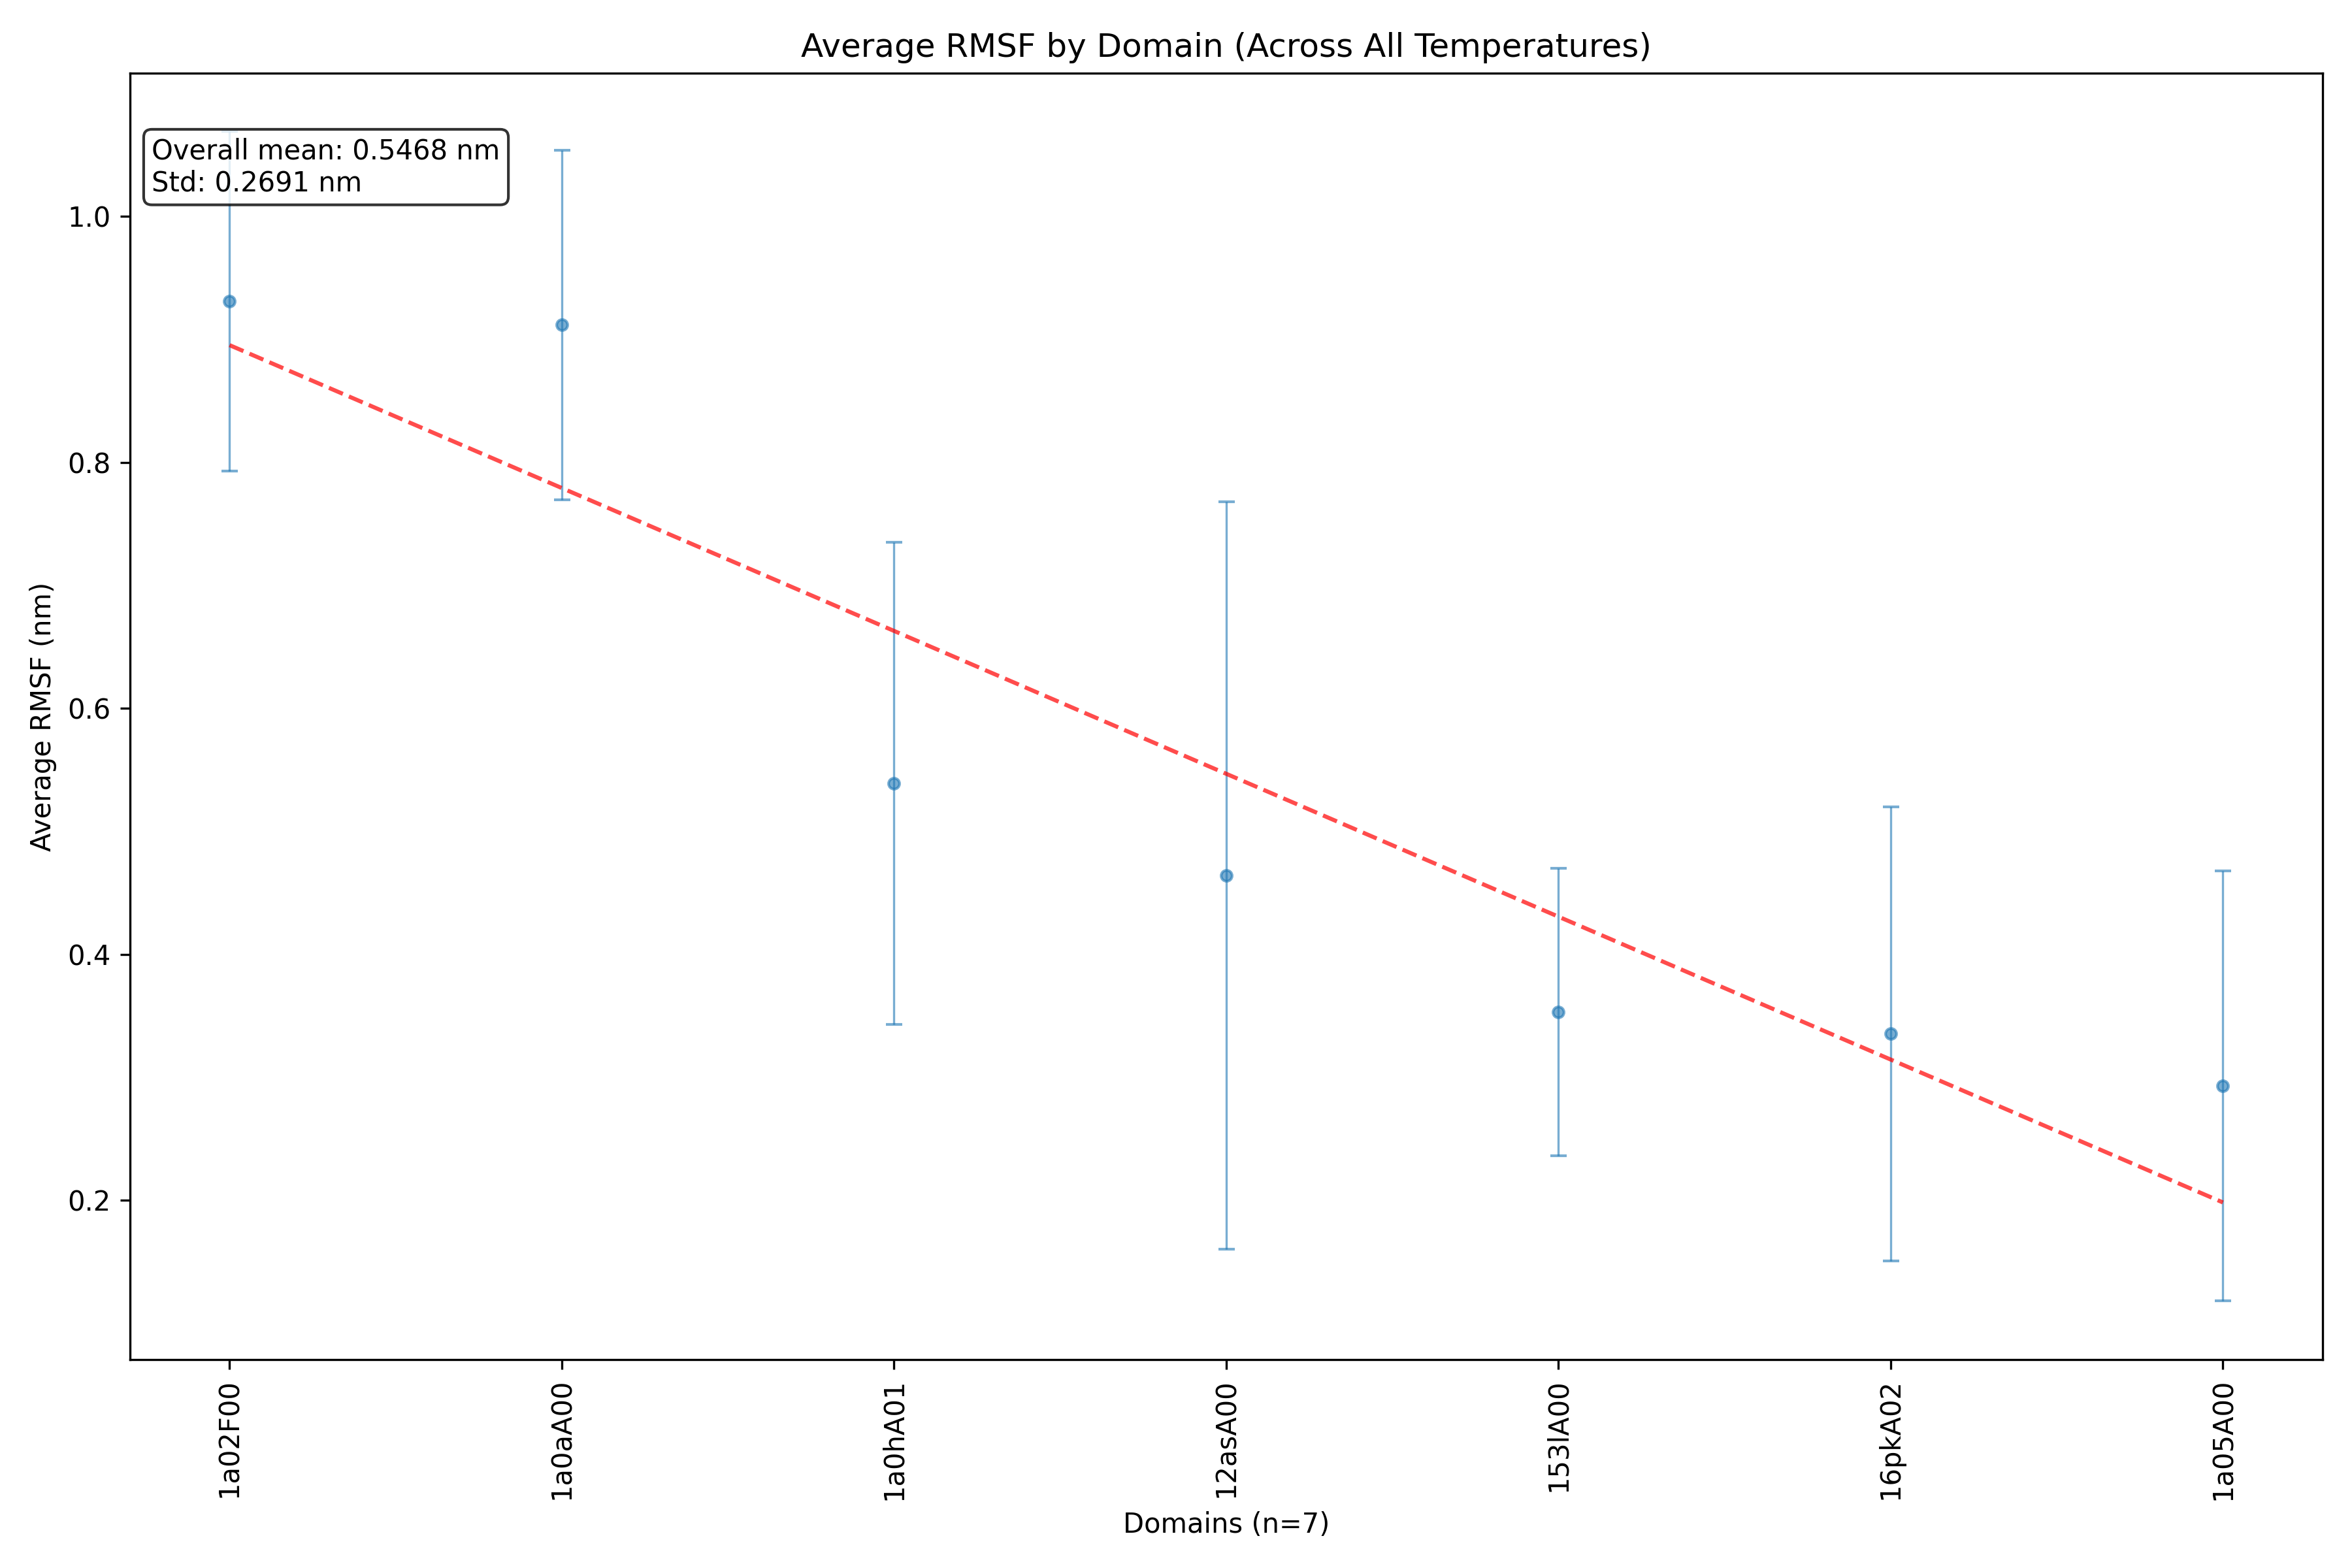 Average RMSF by Domain (Across All Temperatures)
Overall mean: 0.5468 nm
Std: 0.2691 nm
1.0
0.8
0.6
0.4
0.2
Average RMSF (nm)
1a02F00
1a0aA00
1a0hA01
12asA00
153lA00
16pkA02
1a05A00
Domains (n=7)